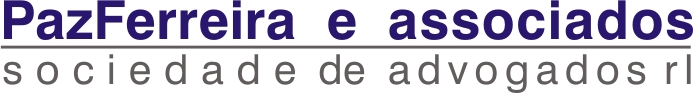 PazFerreira e associados
sociedade de advogados rl